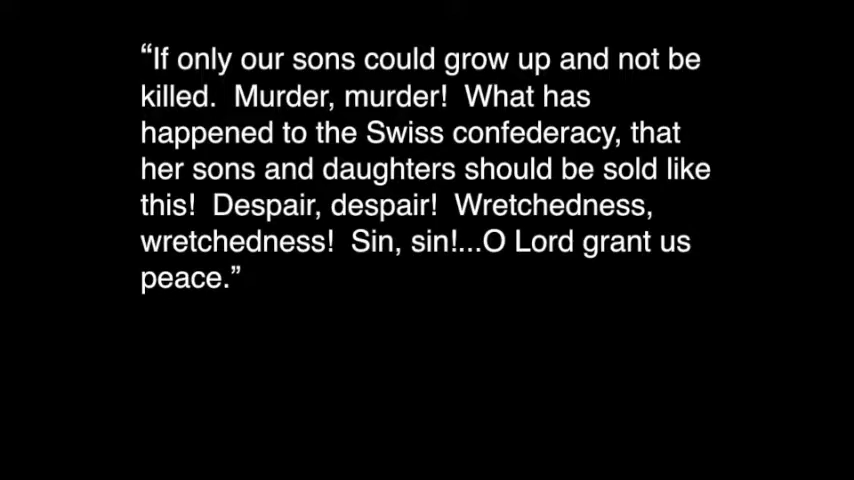 “If only our sons could grow up and not be
killed.  Murder, murder!  What has
happened to the Swiss confederacy, that
her sons and daughters should be sold like
this!  Despair, despair!  Wretchedness,
wretchedness!  Sin, sin!...O Lord grant us
peace.”